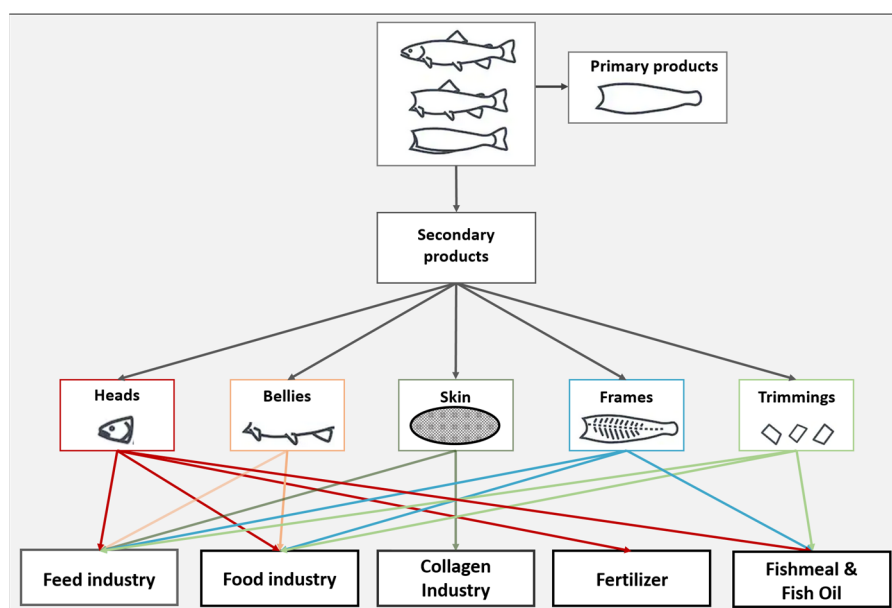 Primary products
Secondary
products
Heads
Bellies
Skin
Frames
Trimmings
Feed industry
Food industry
Collagen
Industry
Fertilizer
Fishmeal &
Fish Oil